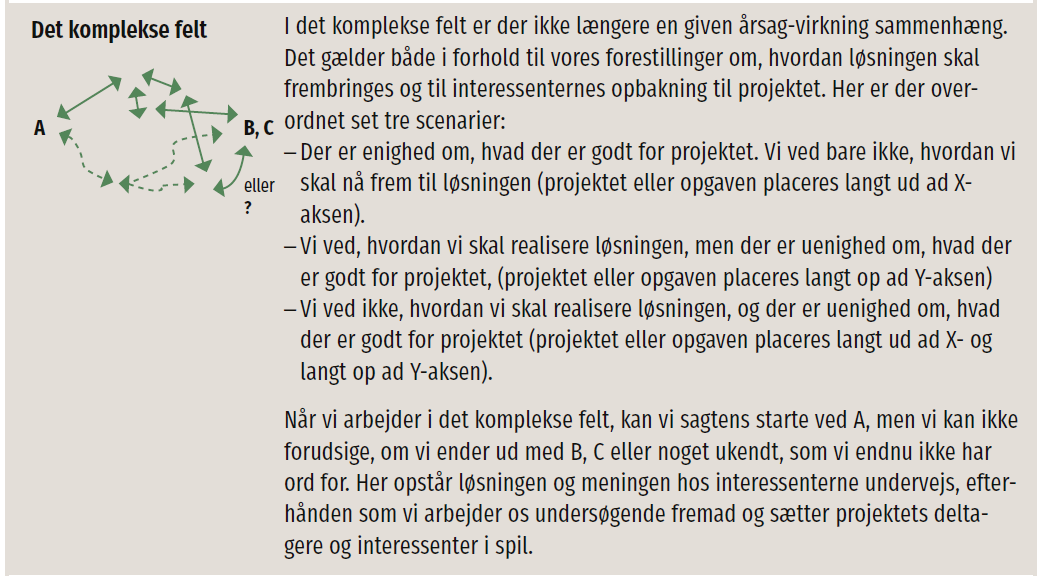 Det komplekse felt
A
B, C
eller
?
I det komplekse felt er der ikke længere en given årsag-virkning sammenhæng.
Det gælder både i forhold til vores forestillinger om, hvordan løsningen skal
frembringes og til interessenternes opbakning til projektet. Her er der over-
ordnet set tre scenarier:
– Der er enighed om, hvad der er godt for projektet. Vi ved bare ikke, hvordan vi
skal nå frem til løsningen (projektet eller opgaven placeres langt ud ad X-
aksen).
– Vi ved, hvordan vi skal realisere løsningen, men der er uenighed om, hvad der
er godt for projektet, (projektet eller opgaven placeres langt op ad Y-aksen)
– Vi ved ikke, hvordan vi skal realisere løsningen, og der er uenighed om, hvad
der er godt for projektet (projektet eller opgaven placeres langt ud ad X- og
langt op ad Y-aksen).
Når vi arbejder i det komplekse felt, kan vi sagtens starte ved A, men vi kan ikke
forudsige, om vi ender ud med B, C eller noget ukendt, som vi endnu ikke har
ord for. Her opstår løsningen og meningen hos interessenterne undervejs, efter-
hånden som vi arbejder os undersøgende fremad og sætter projektets delta-
gere og interessenter i spil.